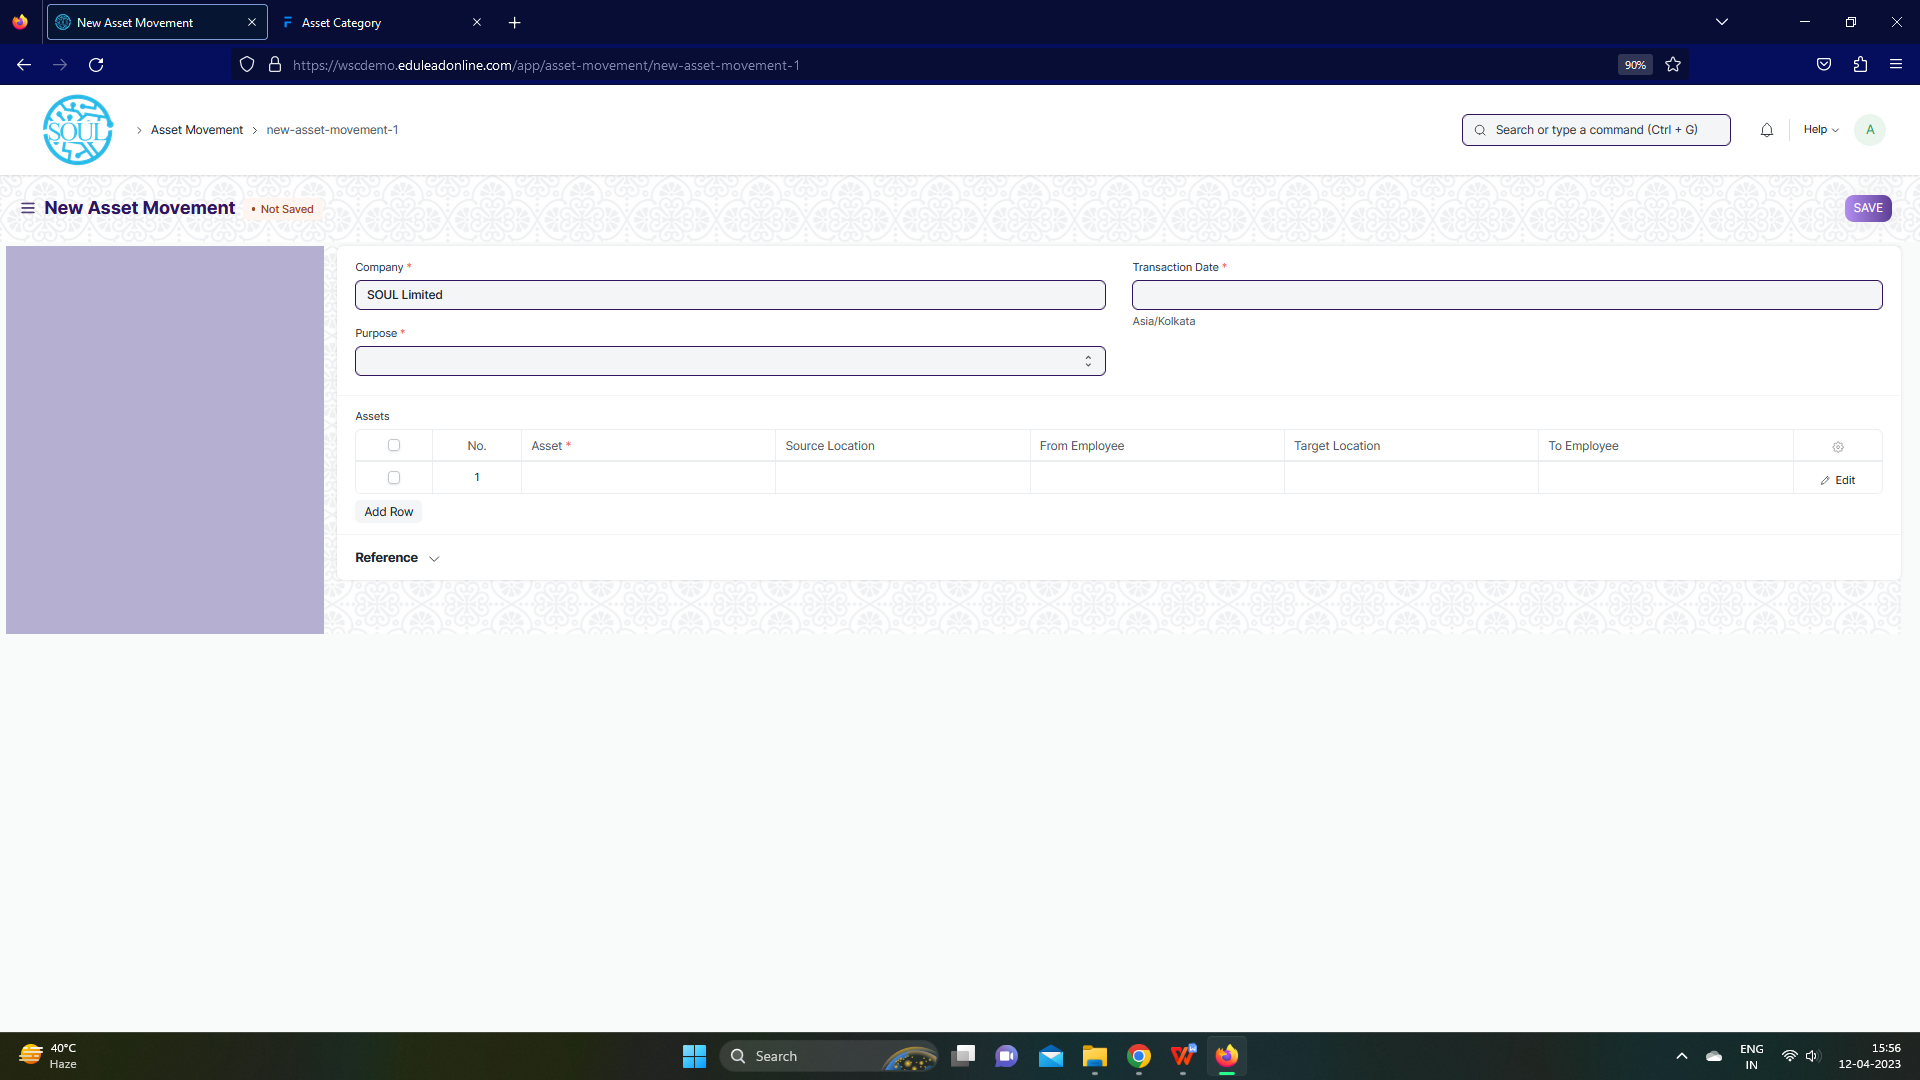 New Asset Movement
Asset Category
https://wscdemo.eduleadonline.com/app/asset-movement/new-asset-movement-1
90%
SOUL
Asset Movement
new-asset-movement-1
Search or type a command (Ctrl + G)
Help
A
New Asset Movement
• Not Saved
SAVE
Company *
SOUL Limited
Transaction Date *
Asia/Kolkata
Purpose *
Assets
No. Asset * Source Location From Employee Target Location To Employee
1 Edit
Add Row
Reference
40°C
Haze
Search
ENG
IN
15:56
12-04-2023